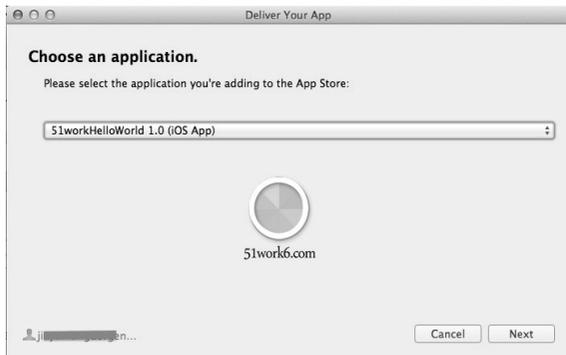 Deliver Your App
Choose an application.
Please select the application you're adding to the App Store:
51workHelloWorld 1.0 (iOS App)
51work6.com
Cancel
Next